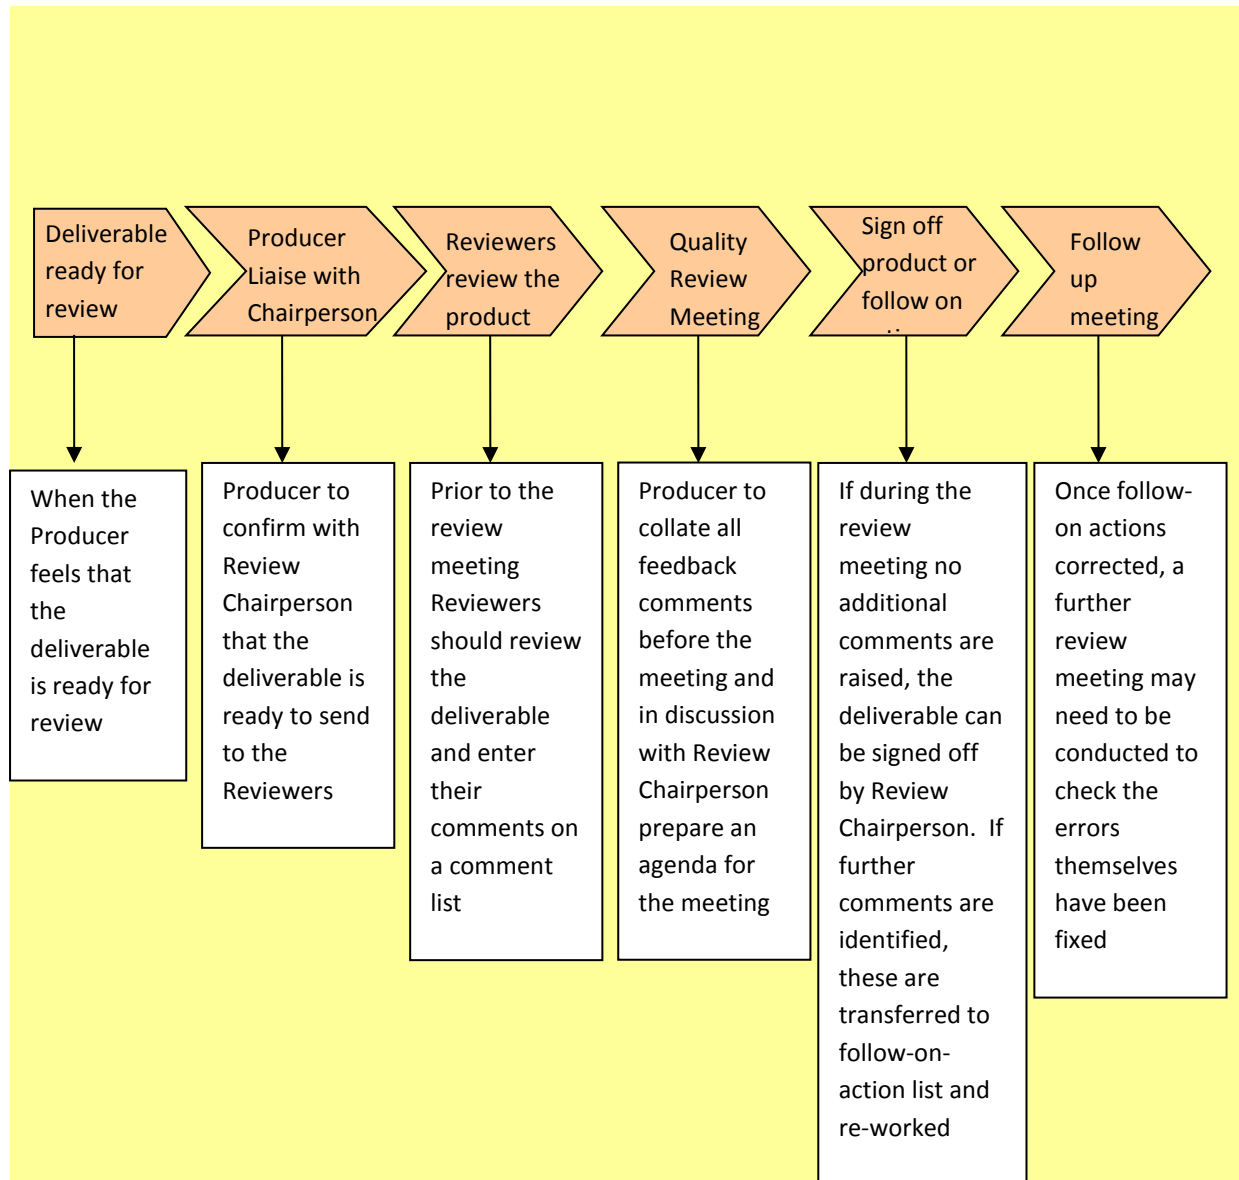 Deliverable
ready for
review
Producer
Liaise with
Chairperson
Reviewers
review the
product
Quality
Review
Meeting
Sign off
product or
follow on
Follow
up
meeting
When the
Producer
feels that
the
deliverable
is ready for
review
Producer to
confirm with
Review
Chairperson
that the
deliverable is
ready to send
to the
Reviewers
Prior to the
review
meeting
Reviewers
should review
the
deliverable
and enter
their
comments on
a comment
list
Producer to
collate all
feedback
comments
before the
meeting and
in discussion
with Review
Chairperson
prepare an
agenda for
the meeting
If during the
review
meeting no
additional
comments are
raised, the
deliverable can
be signed off
by Review
Chairperson.  If
further
comments are
identified,
these are
transferred to
follow-on-
action list and
re-worked
Once follow-
on actions
corrected, a
further
review
meeting may
need to be
conducted to
check the
errors
themselves
have been
fixed